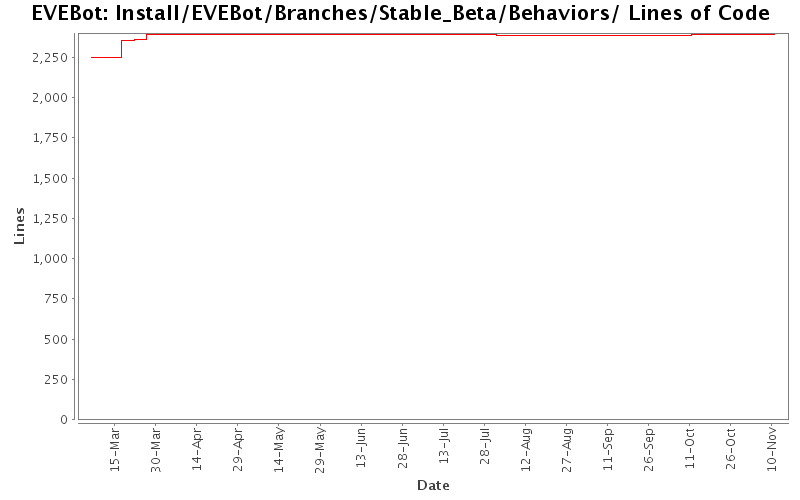 EVEBot: Install/EVEBot/Branches/Stable_Beta/Behaviors/ Lines of Code
Lines
2,250
2,000
1,750
1,500
1,250
1,000
750
500
250
0
15-Mar
30-Mar
14-Apr
29-Apr
14-May
29-May
13-Jun
28-Jun
13-Jul
28-Jul
12-Aug
27-Aug
11-Sep
26-Sep
11-Oct
26-Oct
10-Nov
Date